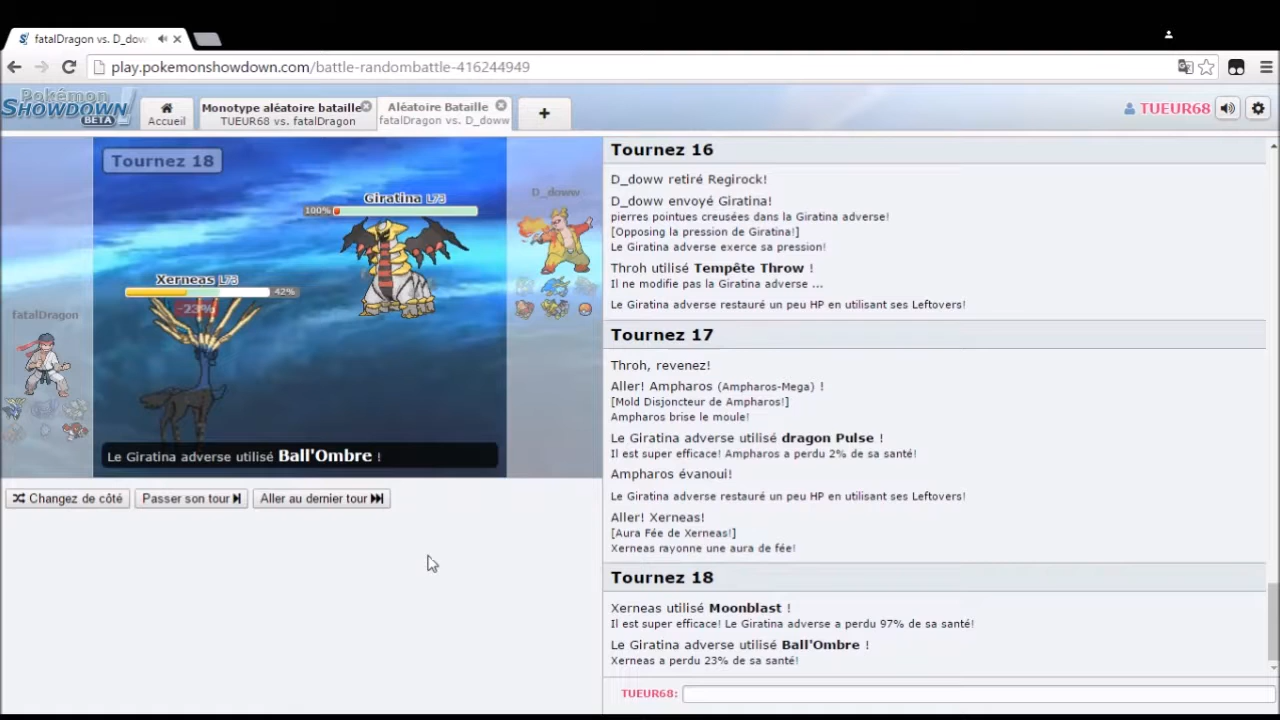 fatalDragon vs. D_dow
play.pokemonshowdown.com/battle-randombattle-416244949
Pokémon
SHOWDOWN!
BETA
Accueil
Monotype aléatoire bataille
TUEUR68 vs. fatalDragon
Aléatoire Bataille
fatalDragon vs. D_doww
TUEUR68
Tournez 18
Giratina L73
100%
D_doww
Xerneas L73
42%
-23%
fatalDragon
Le Giratina adverse utilisé Ball'Ombre !
Changez de côté
Passer son tour
Aller au dernier tour
Tournez 16
D_doww retiré Regirock!
D_doww envoyé Giratina!
pierres pointues creusées dans la Giratina adverse!
[Opposing la pression de Giratina!]
Le Giratina adverse exerce sa pression!
Throh utilisé Tempête Throw !
Il ne modifie pas la Giratina adverse ...
Le Giratina adverse restauré un peu HP en utilisant ses Leftovers!
Tournez 17
Throh, revenez!
Aller! Ampharos (Ampharos-Mega) !
[Mold Disjoncteur de Ampharos!]
Ampharos brise le moule!
Le Giratina adverse utilisé dragon Pulse !
Il est super efficace! Ampharos a perdu 2% de sa santé!
Ampharos évanoui!
Le Giratina adverse restauré un peu HP en utilisant ses Leftovers!
Aller! Xerneas!
[Aura Fée de Xerneas!]
Xerneas rayonne une aura de fée!
Tournez 18
Xerneas utilisé Moonblast !
Il est super efficace! Le Giratina adverse a perdu 97% de sa santé!
Le Giratina adverse utilisé Ball'Ombre !
Xerneas a perdu 23% de sa santé!
TUEUR68: